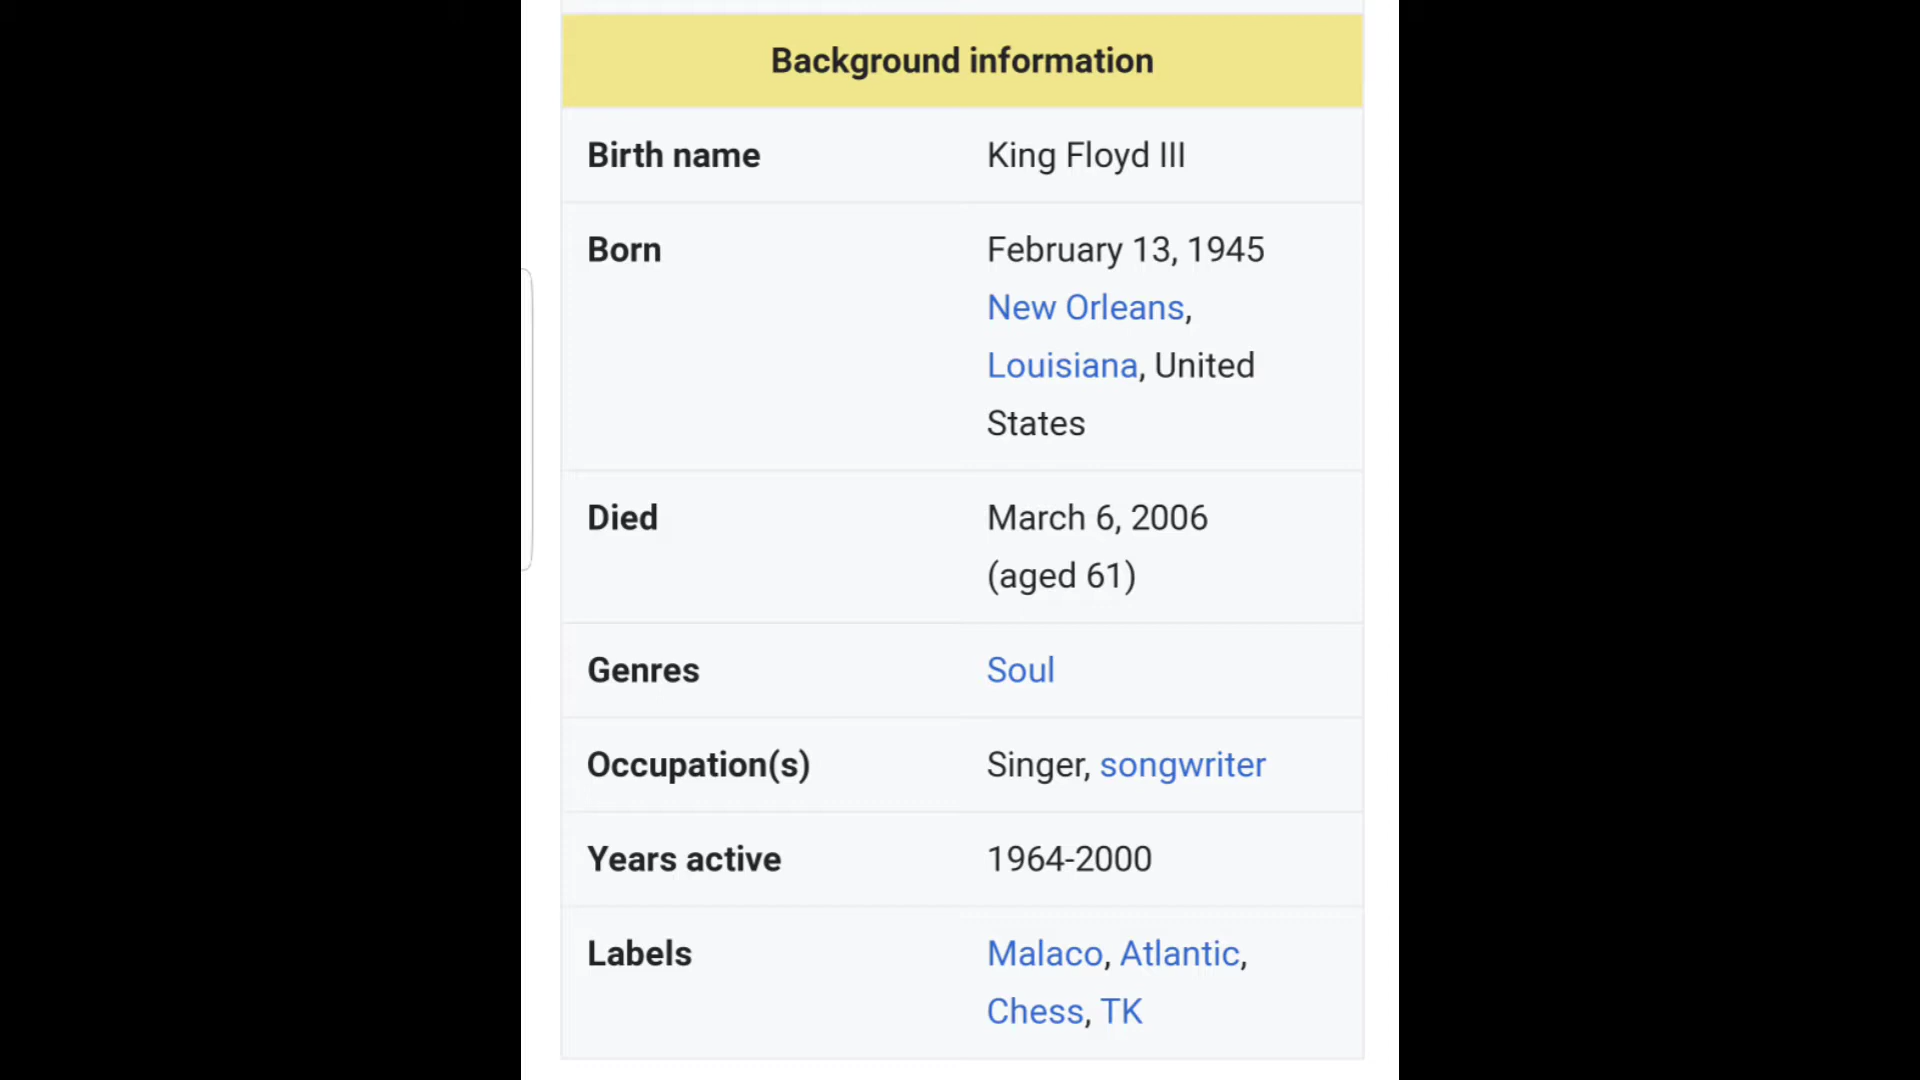 Background information
Birth name King Floyd III
Born February 13, 1945
New Orleans,
Louisiana, United
States
Died March 6, 2006
(aged 61)
Genres Soul
Occupation(s) Singer, songwriter
Years active 1964-2000
Labels Malaco, Atlantic,
Chess, TK